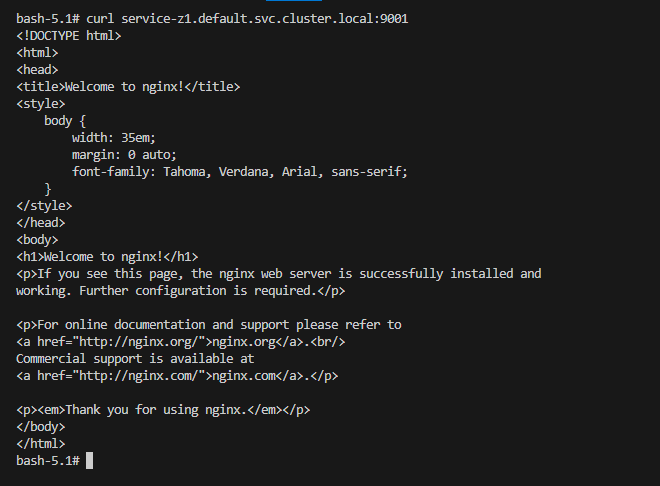 bash-5.1# curl service-z1.default.svc.cluster.local:9001
<!DOCTYPE html>
<html>
<head>
<title>Welcome to nginx!</title>
<style>
    body {
        width: 35em;
        margin: 0 auto;
        font-family: Tahoma, Verdana, Arial, sans-serif;
    }
</style>
</head>
<body>
<h1>Welcome to nginx!</h1>
<p>If you see this page, the nginx web server is successfully installed and
working. Further configuration is required.</p>

<p>For online documentation and support please refer to
<a href="http://nginx.org/">nginx.org</a>.<br/>
Commercial support is available at
<a href="http://nginx.com/">nginx.com</a>.</p>

<p><em>Thank you for using nginx.</em></p>
</body>
</html>
bash-5.1#